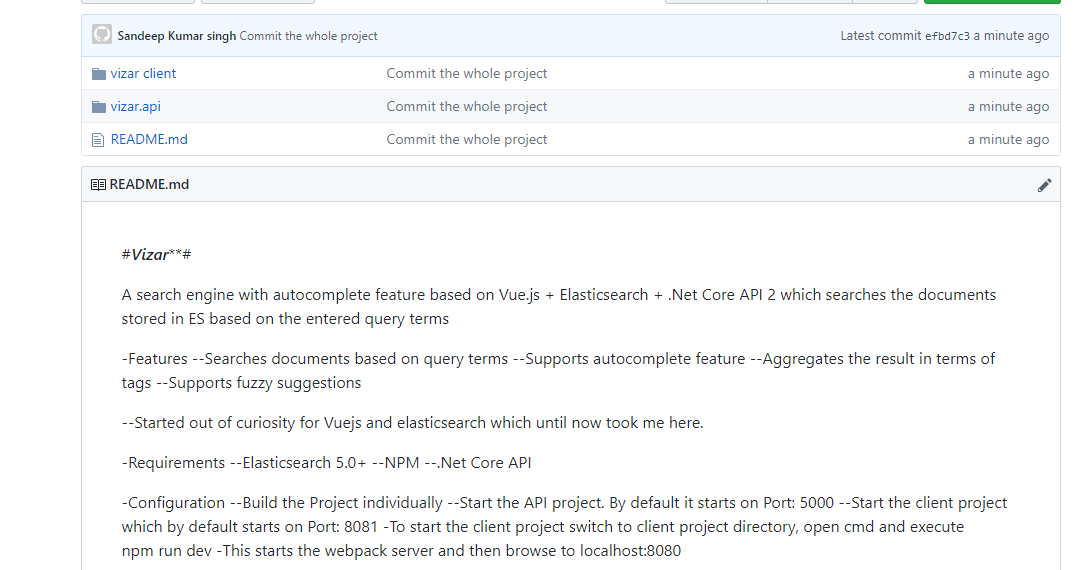 Sandeep Kumar singh Commit the whole project Latest commit efbd7c3 a minute ago
vizar client Commit the whole project a minute ago
vizar.api Commit the whole project a minute ago
README.md Commit the whole project a minute ago
README.md
#Vizar**#
A search engine with autocomplete feature based on Vue.js + Elasticsearch + .Net Core API 2 which searches the documents
stored in ES based on the entered query terms
-Features --Searches documents based on query terms --Supports autocomplete feature --Aggregates the result in terms of
tags --Supports fuzzy suggestions
--Started out of curiosity for Vuejs and elasticsearch which until now took me here.
-Requirements --Elasticsearch 5.0+ --NPM --.Net Core API
-Configuration --Build the Project individually --Start the API project. By default it starts on Port: 5000 --Start the client project
which by default starts on Port: 8081 -To start the client project switch to client project directory, open cmd and execute
npm run dev -This starts the webpack server and then browse to localhost:8080